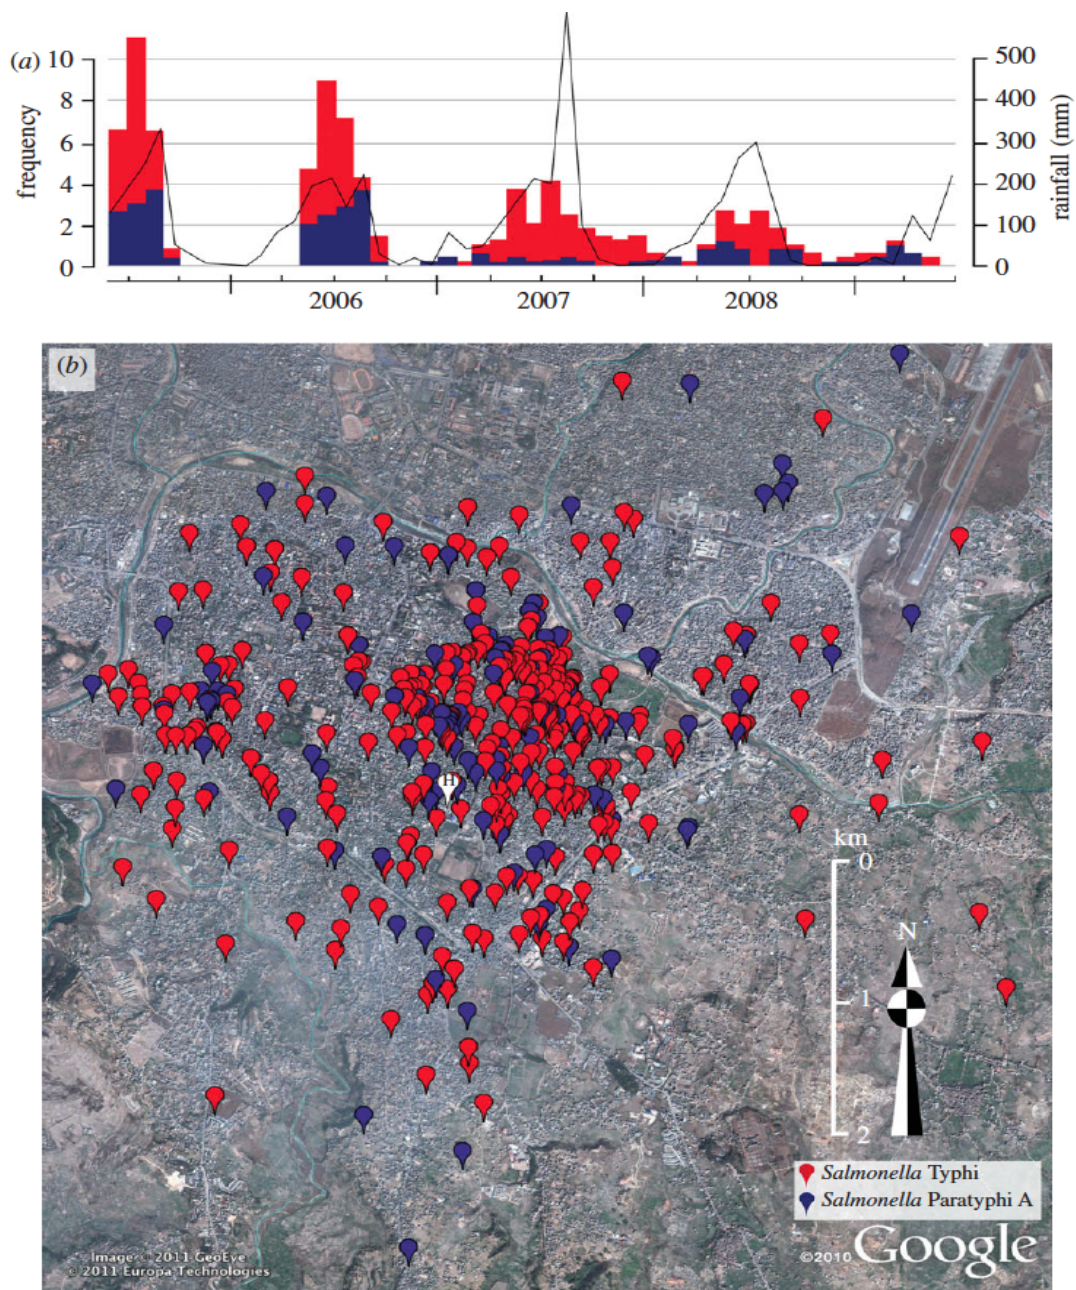 (a)
10
8
6
4
2
0
frequency
500
400
300
200
100
0
rainfall (mm)
2006 2007 2008
(b)
H
km
0
1
2
N
Salmonella Typhi
Salmonella Paratyphi A
Image © 2011 GeoEye
© 2011 Europa Technologies
©2010 Google